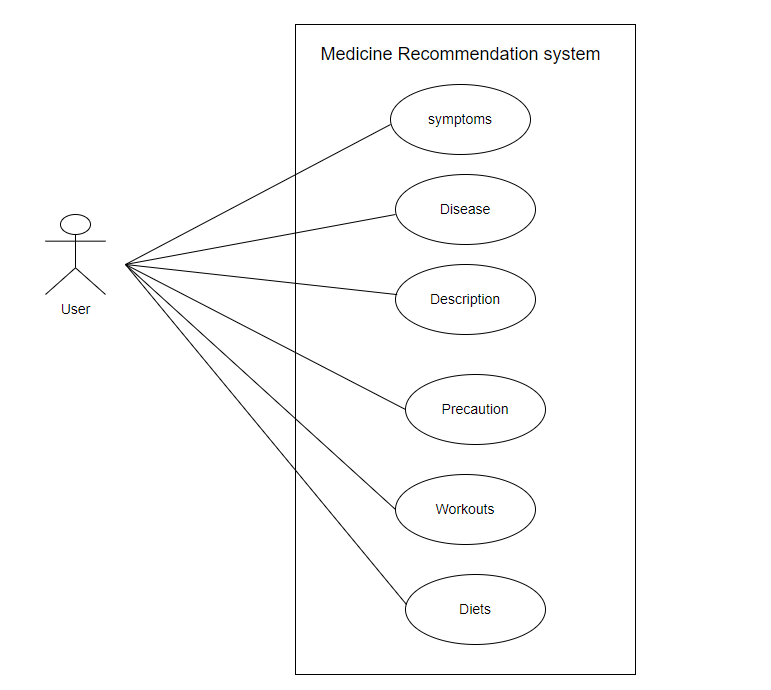 Medicine Recommendation system
symptoms
Disease
Description
User
Precaution
Workouts
Diets